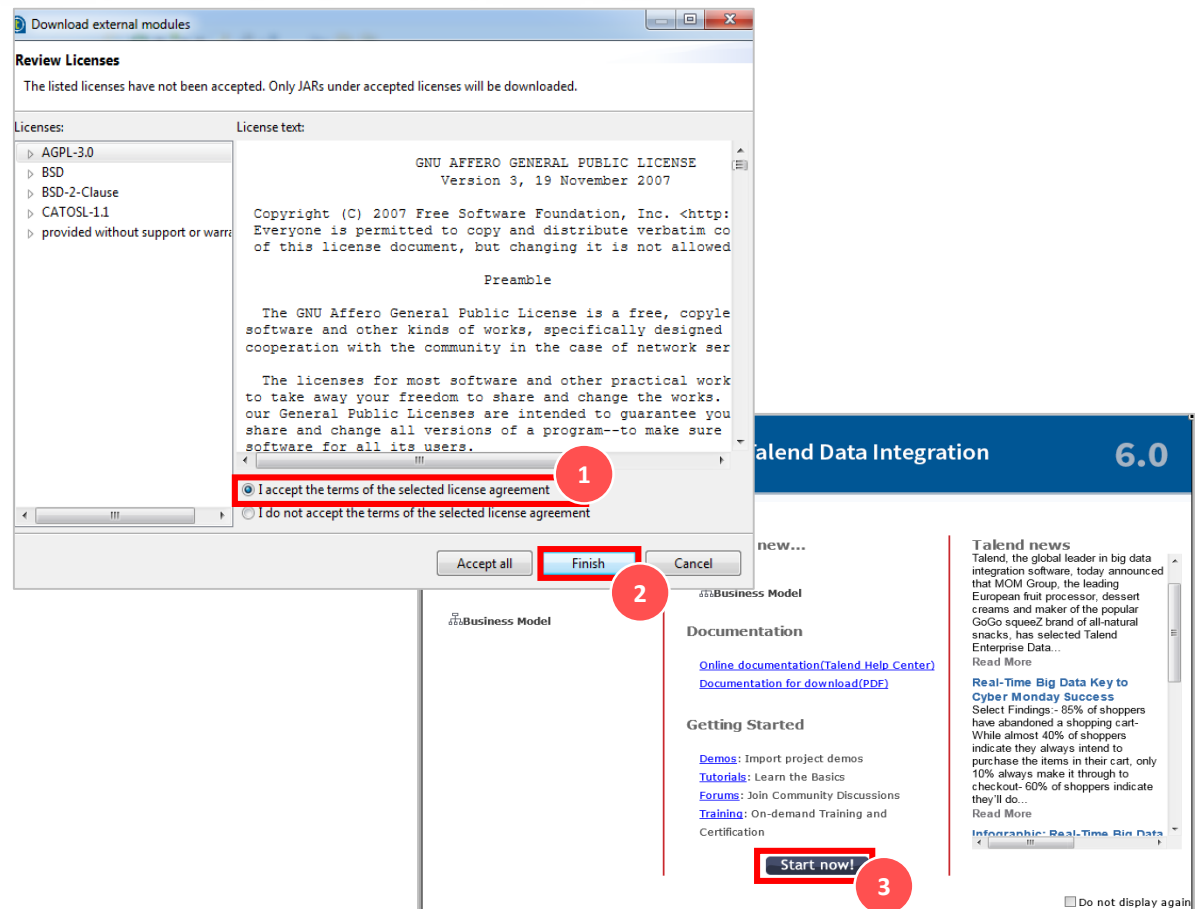 Download external modules
Review Licenses
The listed licenses have not been accepted. Only JARs under accepted licenses will be downloaded.
Licenses:
License text:
AGPL-3.0
BSD
BSD-2-Clause
CATOSL-1.1
provided without support or warra
GNU AFFERO GENERAL PUBLIC LICENSE
Version 3, 19 November 2007
Copyright (C) 2007 Free Software Foundation, Inc. <http:
Everyone is permitted to copy and distribute verbatim co
of this license document, but changing it is not allowed
Preamble
The GNU Affero General Public License is a free, copyle
software and other kinds of works, specifically designed
cooperation with the community in the case of network ser
The licenses for most software and other practical work
to take away your freedom to share and change the works.
our General Public Licenses are intended to guarantee you
share and change all versions of a program--to make sure
software for all its users.
1
I accept the terms of the selected license agreement
I do not accept the terms of the selected license agreement
Accept all
Finish
Cancel
2
alend Data Integration
6.0
Business Model
new...
Business Model
Documentation
Online documentation(Talend Help Center)
Documentation for download(PDF)
Getting Started
Demos: Import project demos
Tutorials: Learn the Basics
Forums: Join Community Discussions
Training: On-demand Training and
Certification
Start now!
3
Talend news
Talend, the global leader in big data
integration software, today announced
that MOM Group, the leading
European fruit processor, dessert
creams and maker of the popular
GoGo squeeZ brand of all-natural
snacks, has selected Talend
Enterprise Data...
Read More
Real-Time Big Data Key to
Cyber Monday Success
Select Findings:- 85% of shoppers
have abandoned a shopping cart-
While almost 40% of shoppers
indicate they always intend to
purchase the items in their cart, only
10% always make it through to
checkout- 60% of shoppers indicate
they'll do...
Read More
Infographic: Real-Time Big Data
Do not display again